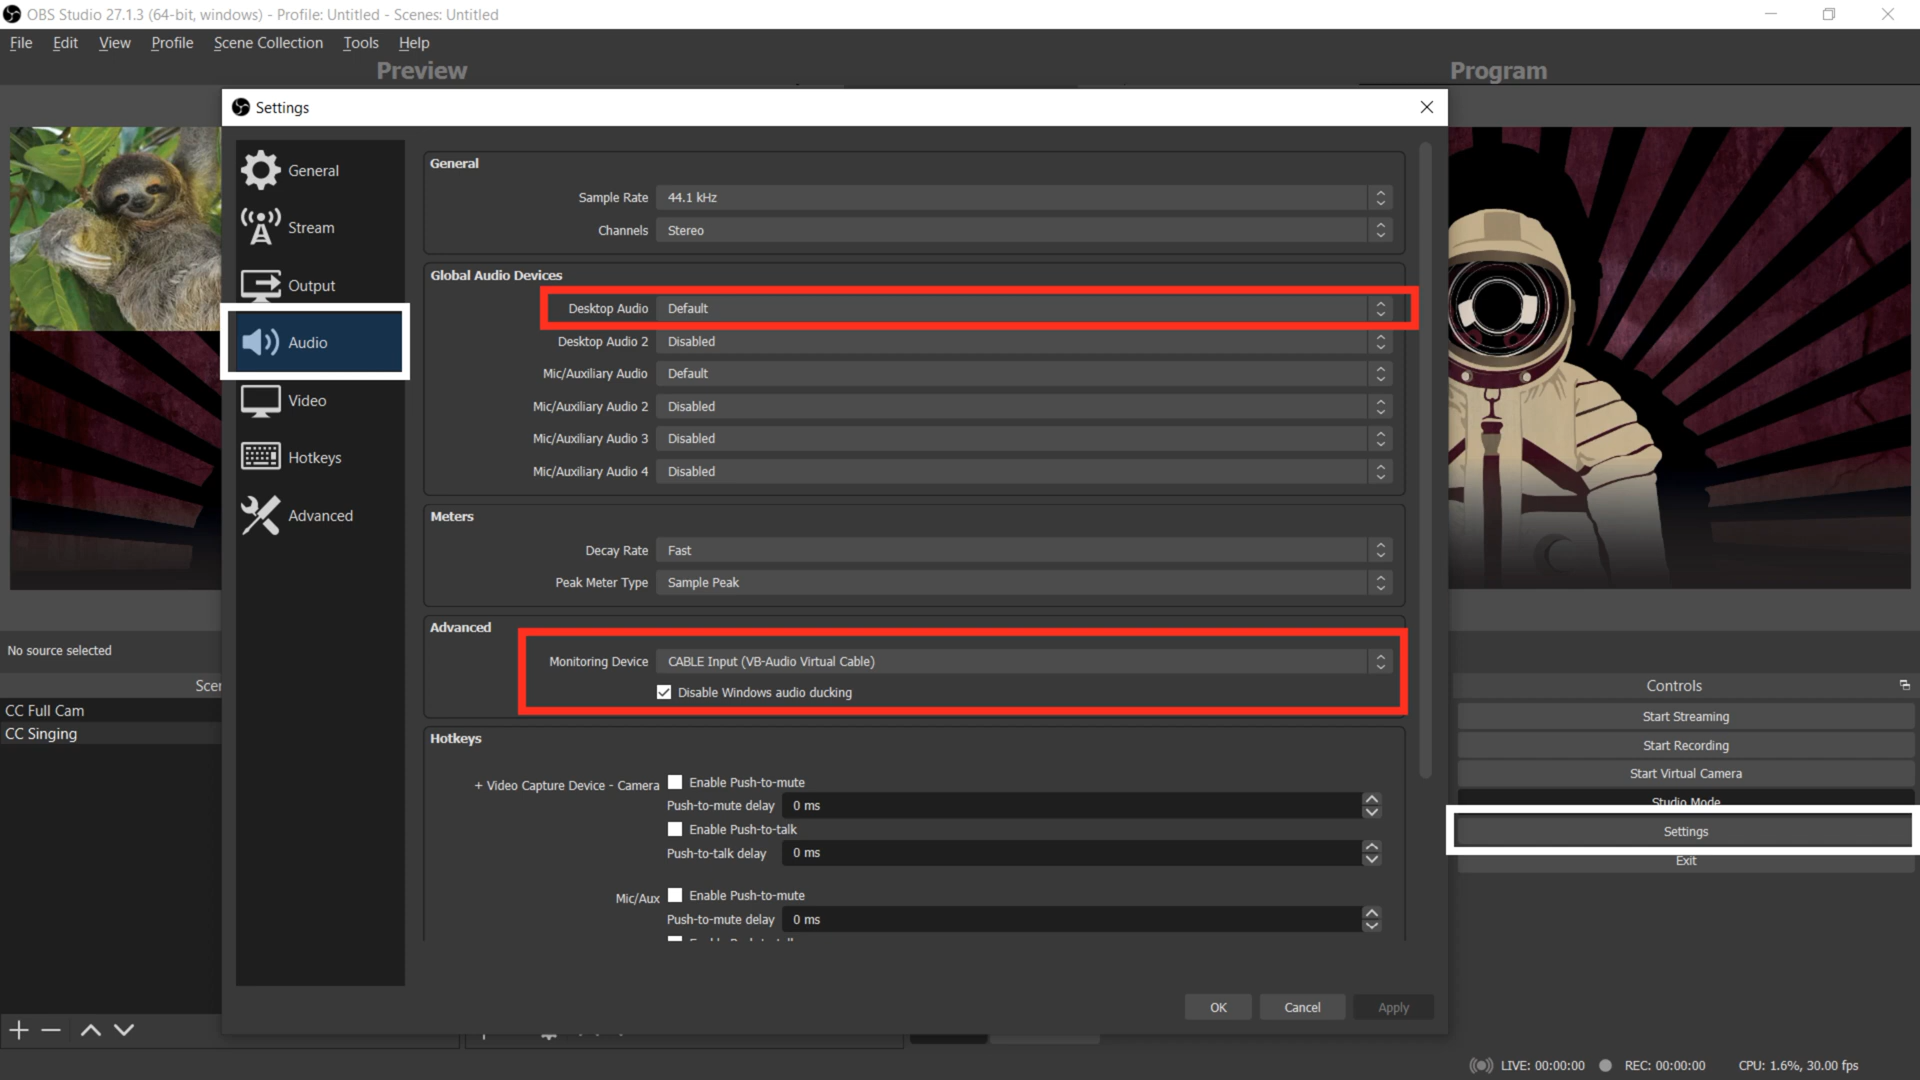 OBS Studio 27.1.3 (64-bit, windows) - Profile: Untitled - Scenes: Untitled
File Edit View Profile Scene Collection Tools Help
Preview
Program
Settings
General
Stream
Output
Audio
Video
Hotkeys
Advanced
General
Sample Rate 44.1 kHz
Channels Stereo
Global Audio Devices
Desktop Audio Default
Desktop Audio 2 Disabled
Mic/Auxiliary Audio Default
Mic/Auxiliary Audio 2 Disabled
Mic/Auxiliary Audio 3 Disabled
Mic/Auxiliary Audio 4 Disabled
Meters
Decay Rate Fast
Peak Meter Type Sample Peak
Advanced
Monitoring Device CABLE Input (VB-Audio Virtual Cable)
Disable Windows audio ducking
Hotkeys
+ Video Capture Device - Camera Enable Push-to-mute
Push-to-mute delay 0 ms
Enable Push-to-talk
Push-to-talk delay 0 ms
Mic/Aux Enable Push-to-mute
Push-to-mute delay 0 ms
OK Cancel Apply
No source selected
CC Full Cam
CC Singing
Controls
Start Streaming
Start Recording
Start Virtual Camera
Studio Mode
Settings
Exit
LIVE: 00:00:00 REC: 00:00:00 CPU: 1.6%, 30.00 fps